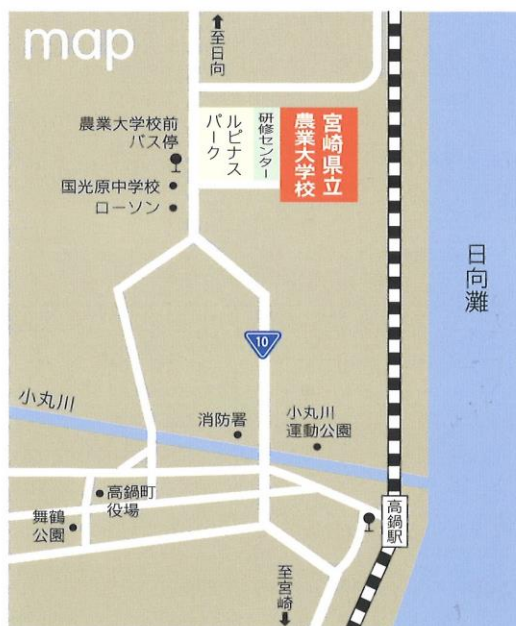 map
↑至日向
農業大学校前
バス停
国光原中学校
ローソン
ルピナス
パーク
研修センター
宮崎県立
農業大学校
日向灘
10
小丸川
消防署
小丸川
運動公園
高鍋町
役場
舞鶴
公園
高鍋駅
至宮崎↓